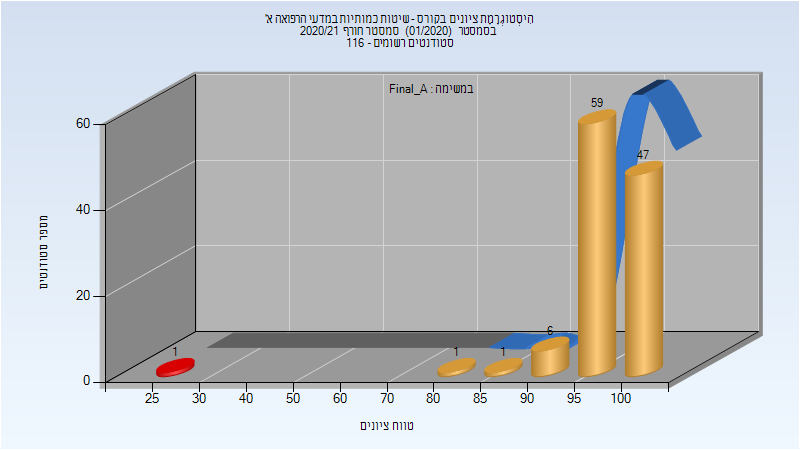 הִיסְטוֹגְרָמַת ציונים בקורס - שיטות כמותיות במדעי הרפואה א'
בסמסטר (01/2020) סמסטר חורף 2020/21
סטודנטים רשומים - 116
במשימה : Final_A
59
47
6
1
1
1
60
40
20
0
מספר סטודנטים
25 30 40 50 60 70 80 85 90 95 100
טווח ציונים